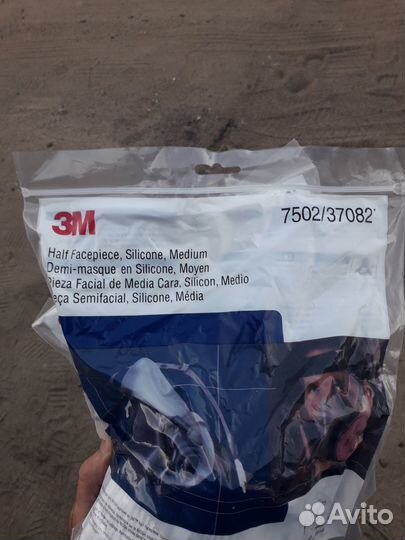 3M
7502/37082
Half Facepiece, Silicone, Medium
Demi-masque en Silicone, Moyen
Pieza Facial de Media Cara, Silicon, Medio
eça Semifacial, Silicone, Média
Avito